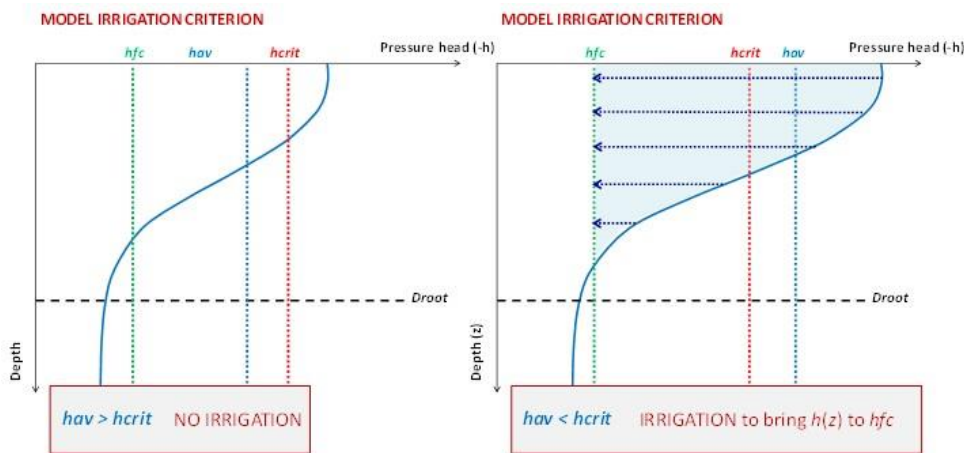 MODEL IRRIGATION CRITERION
Pressure head (-h)
hfc hav hcrit
Droot
Depth
hav > hcrit NO IRRIGATION
MODEL IRRIGATION CRITERION
Pressure head (-h)
hfc hcrit hav
Droot
Depth (z)
hav < hcrit IRRIGATION to bring h(z) to hfc